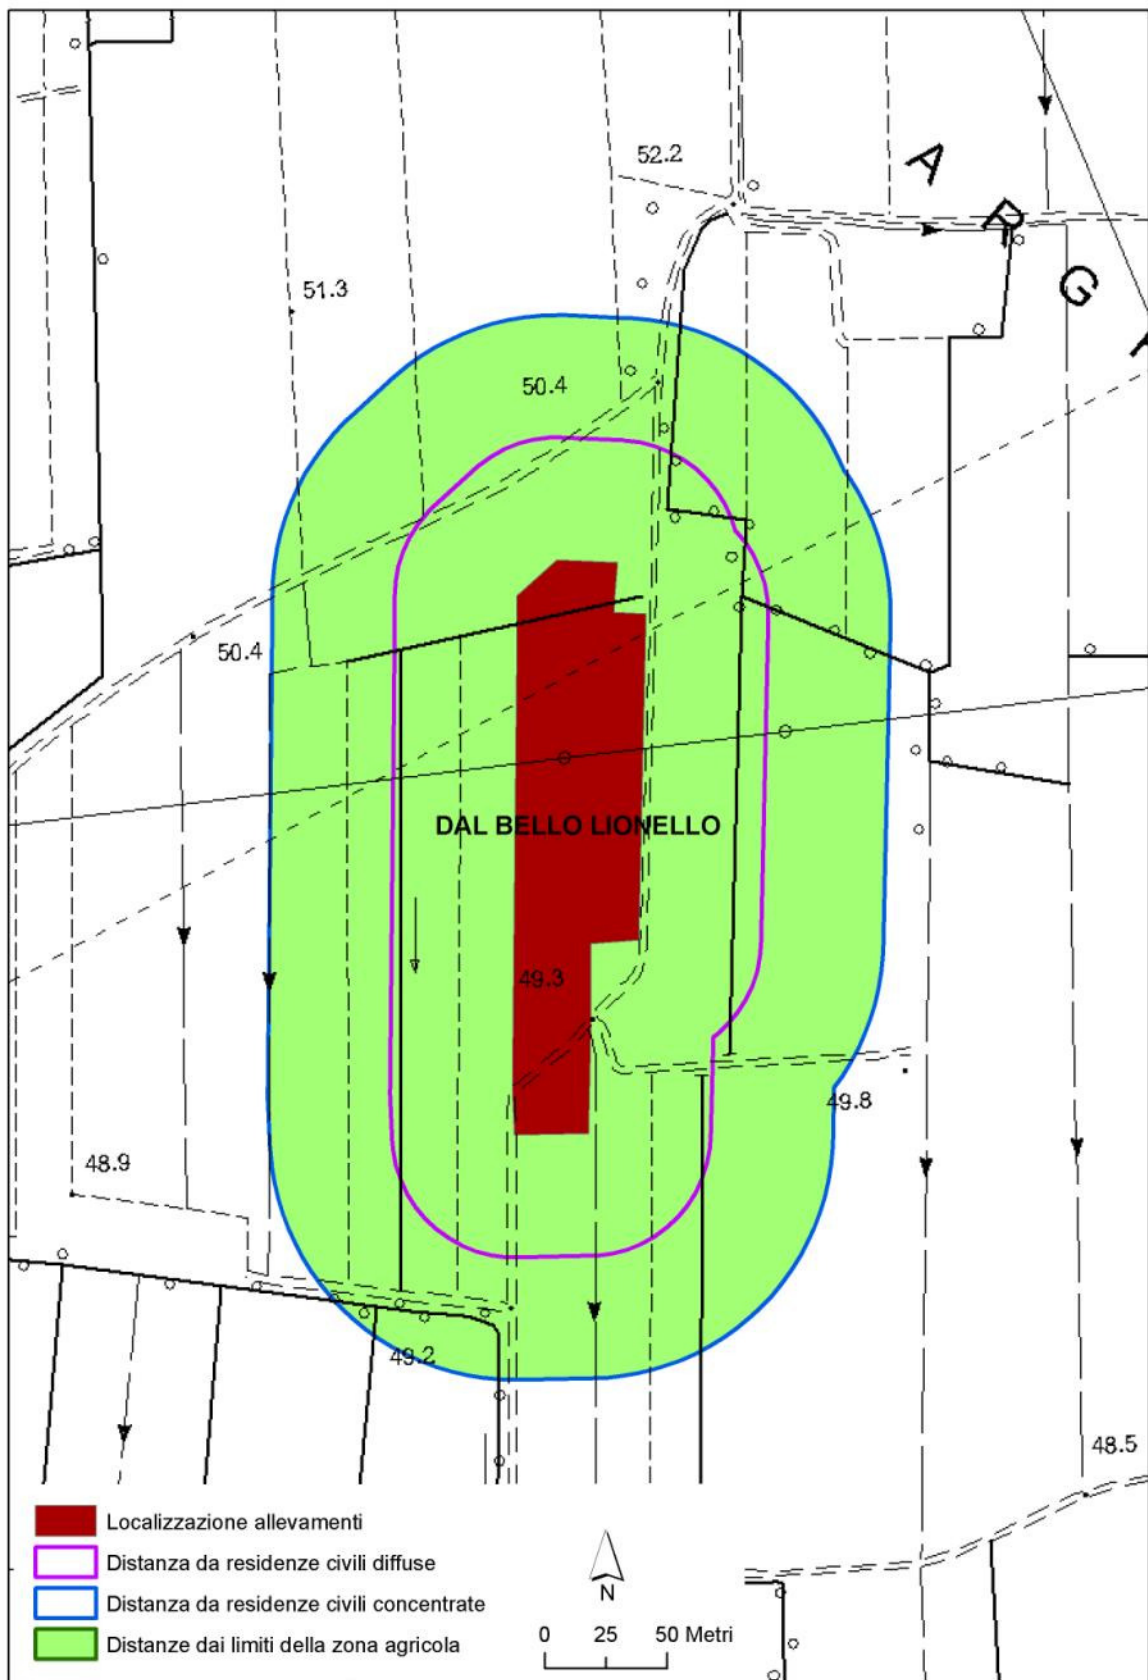 52.2
A
R
G
51.3
50.4
50.4
DAL BELLO LIONELLO
49.3
49.8
48.9
49.2
48.5
Localizzazione allevamenti
Distanza da residenze civili diffuse
Distanza da residenze civili concentrate
Distanze dai limiti della zona agricola
N
0 25 50 Metri